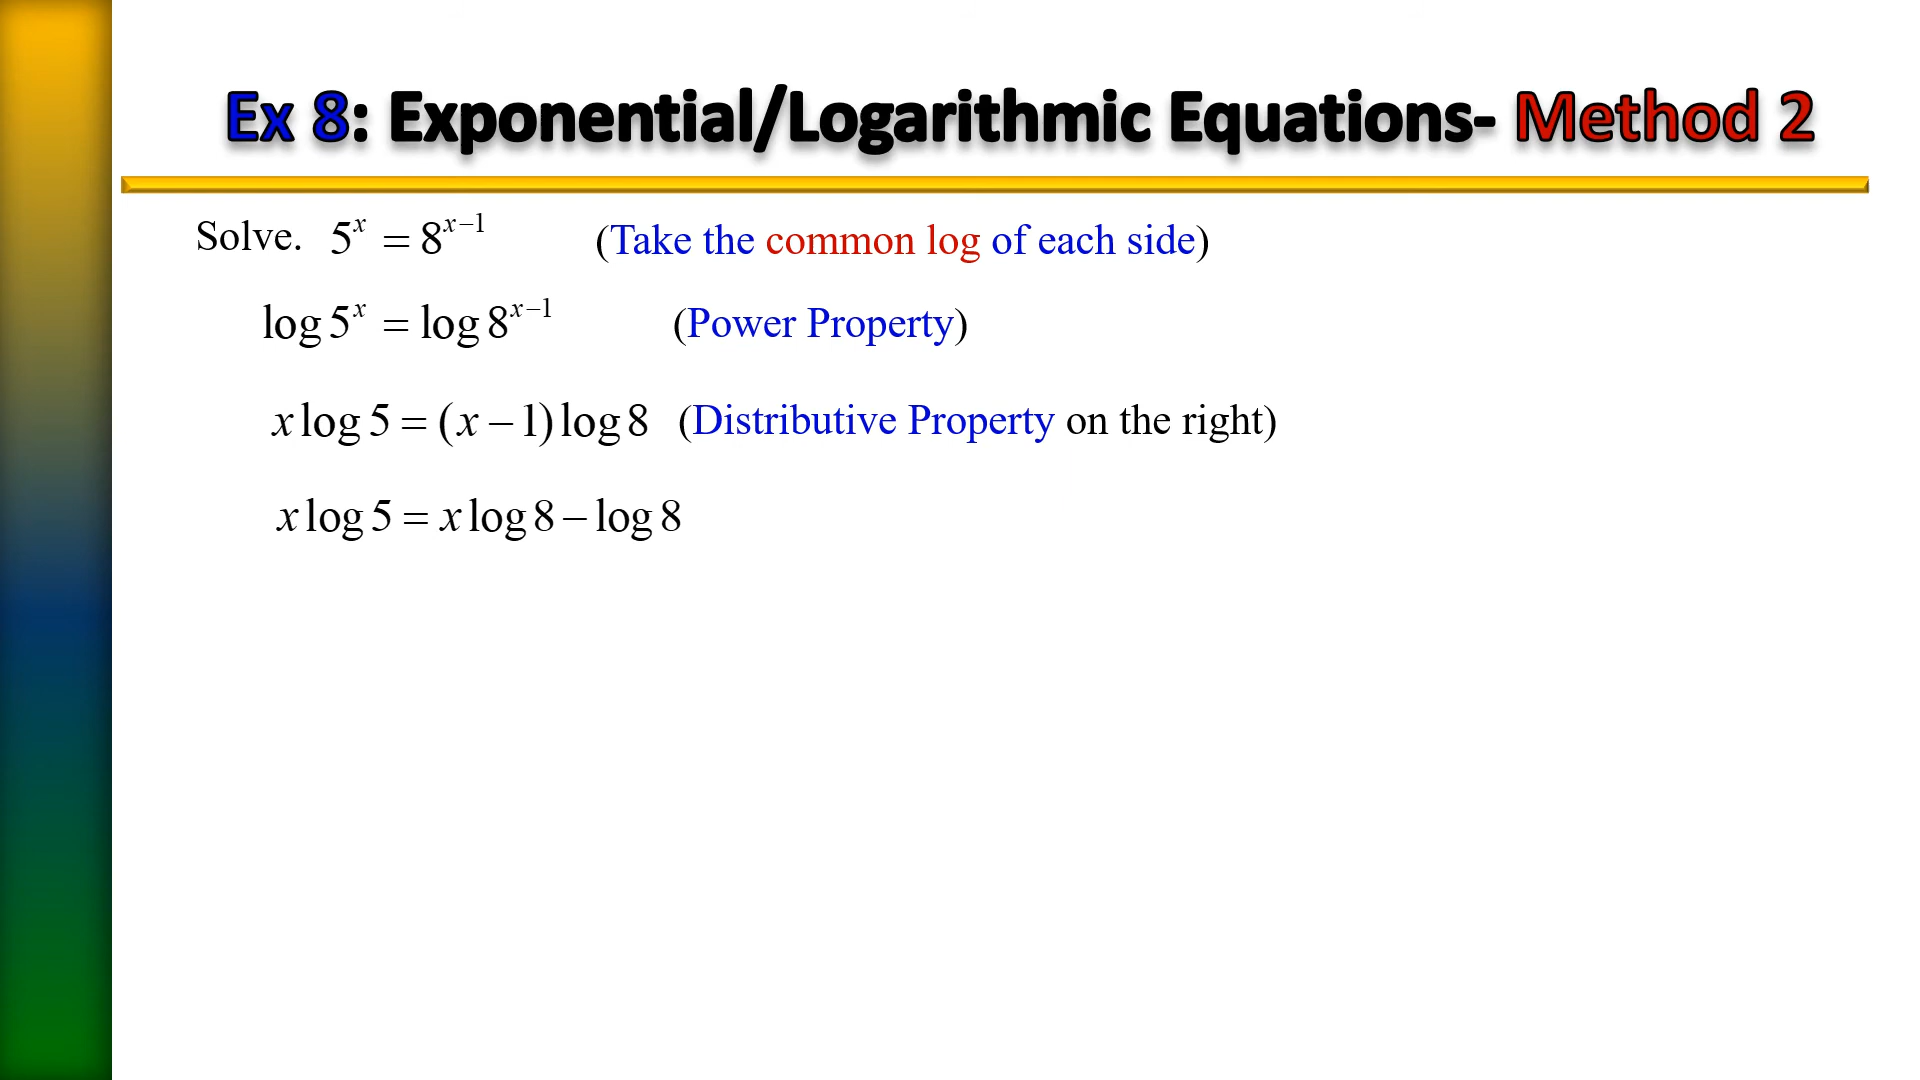 Ex 8: Exponential/Logarithmic Equations- Method 2
Solve. 5^x = 8^{x−1} (Take the common log of each side)
log 5^x = log 8^{x−1} (Power Property)
x log 5 = (x − 1) log 8 (Distributive Property on the right)
x log 5 = x log 8 − log 8